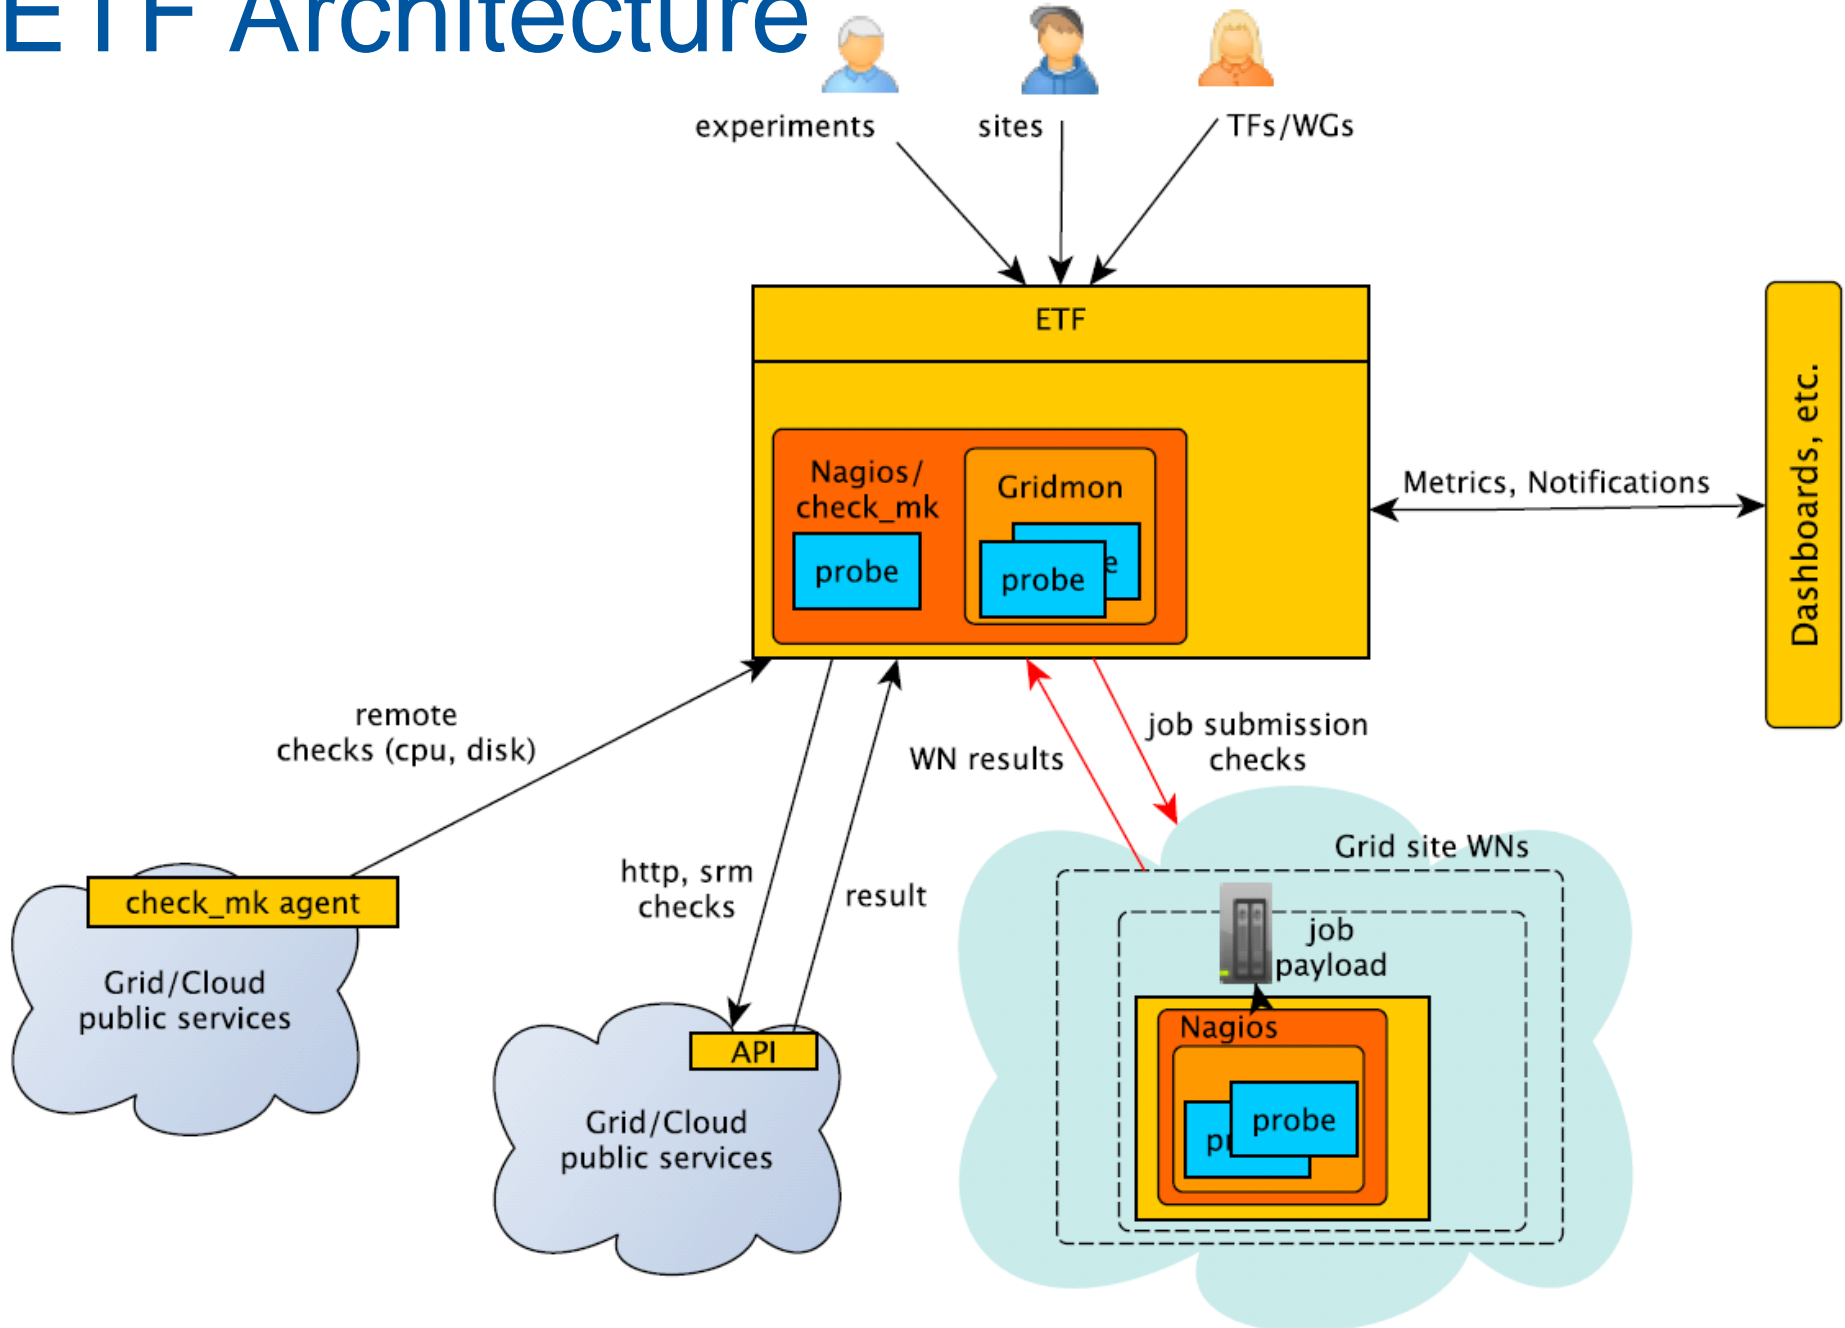 ETF Architecture
experiments
sites
TFs/WGs
ETF
Nagios/
check_mk
Gridmon
probe
probe
e
Metrics, Notifications
Dashboards, etc.
remote
checks (cpu, disk)
WN results
job submission
checks
http, srm
checks
result
Grid site WNs
check_mk agent
Grid/Cloud
public services
job
payload
API
Nagios
Grid/Cloud
public services
probe
p